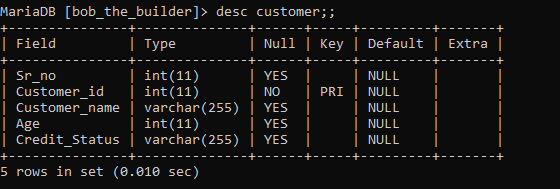 MariaDB [bob_the_builder]> desc customer;;
+---------------+--------------+------+-----+---------+-------+
| Field         | Type         | Null | Key | Default | Extra |
+---------------+--------------+------+-----+---------+-------+
| Sr_no         | int(11)      | YES  |     | NULL    |       |
| Customer_id   | int(11)      | NO   | PRI | NULL    |       |
| Customer_name | varchar(255) | YES  |     | NULL    |       |
| Age           | int(11)      | YES  |     | NULL    |       |
| Credit_Status | varchar(255) | YES  |     | NULL    |       |
+---------------+--------------+------+-----+---------+-------+
5 rows in set (0.010 sec)